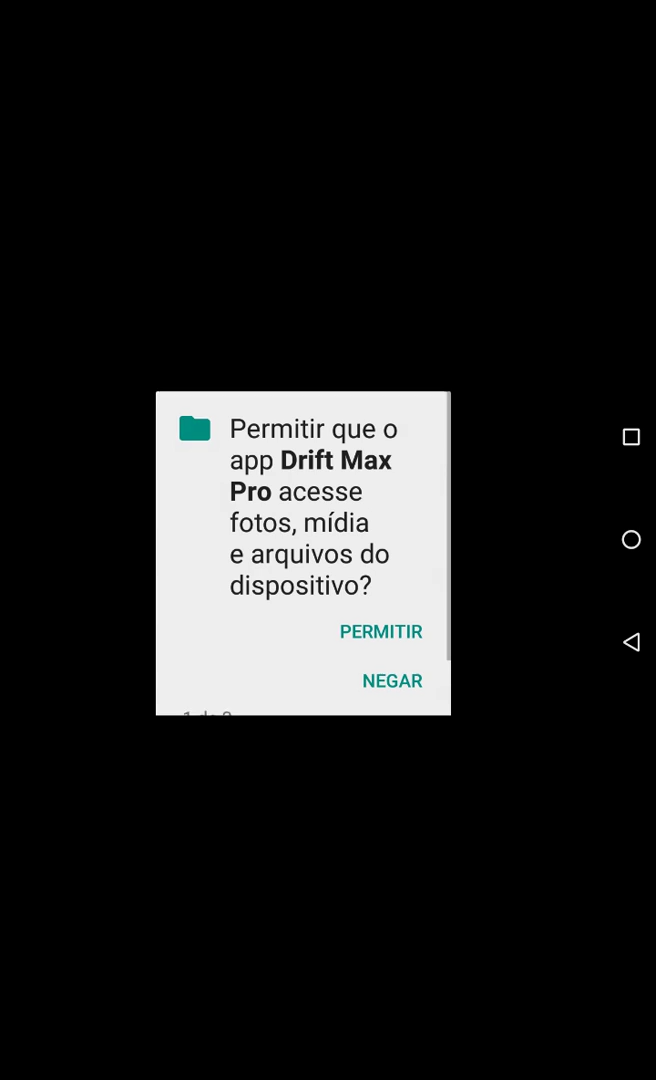 Permitir que o
app Drift Max
Pro acesse
fotos, mídia
e arquivos do
dispositivo?
PERMITIR
NEGAR